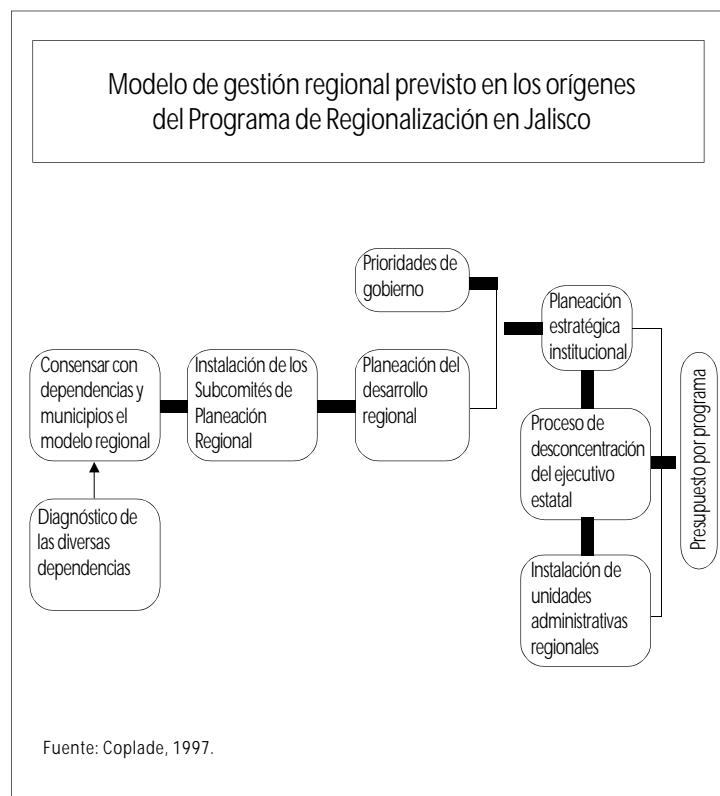 Modelo de gestión regional previsto en los orígenes
del Programa de Regionalización en Jalisco
Prioridades de
gobierno
Planeación
estratégica
institucional
Consensar con
dependencias y
municipios el
modelo regional
Instalación de los
Subcomités de
Planeación
Regional
Planeación del
desarrollo
regional
Proceso de
desconcentración
del ejecutivo
estatal
Presupuesto por programa
Diagnóstico de
las diversas
dependencias
Instalación de
unidades
administrativas
regionales
Fuente: Coplade, 1997.